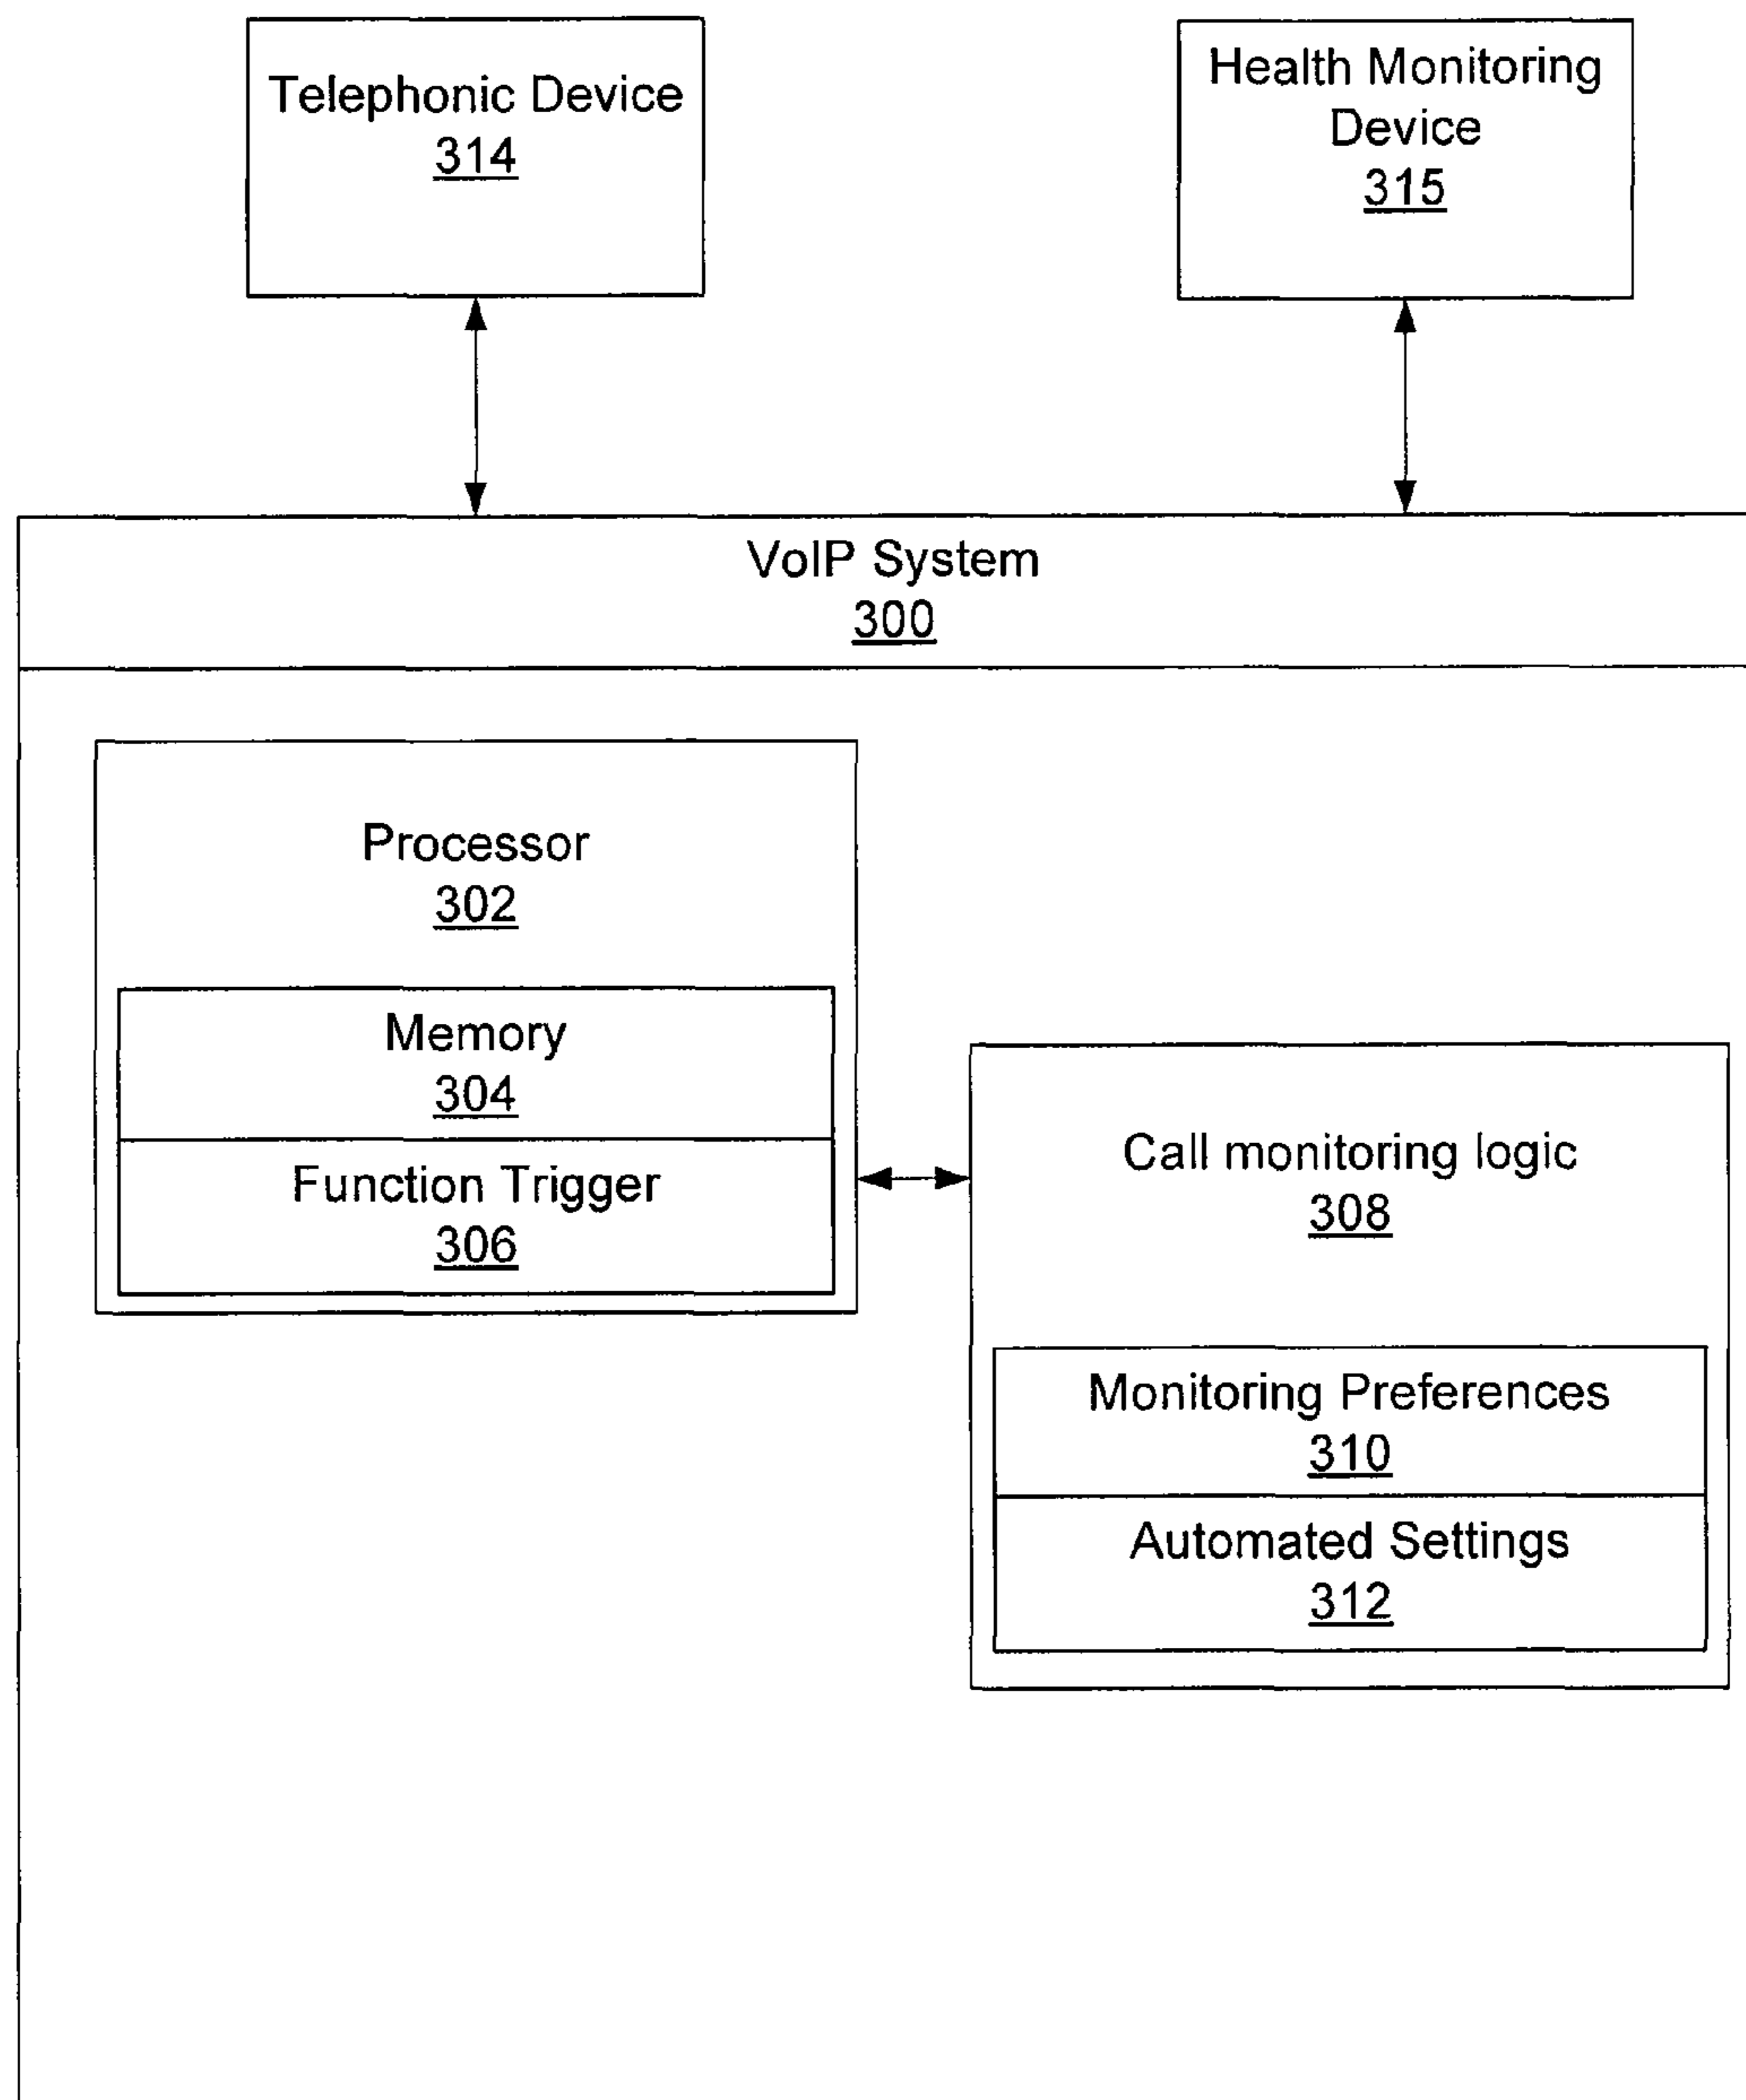 Telephonic Device
314
Health Monitoring
Device
315
VoIP System
300
Processor
302
Memory
304
Function Trigger
306
Call monitoring logic
308
Monitoring Preferences
310
Automated Settings
312